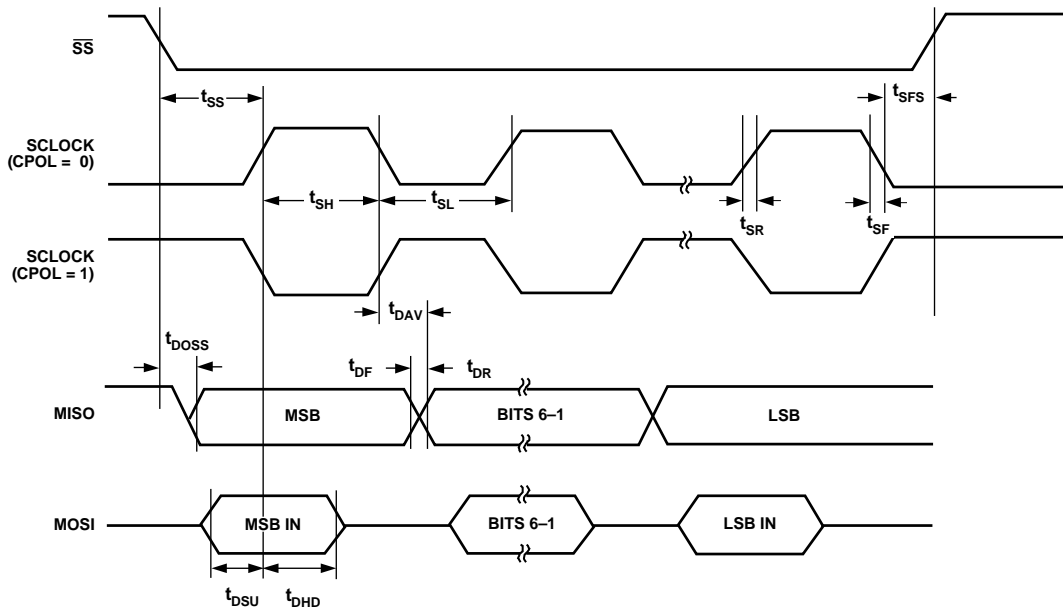 SS
tSS
tSFS
SCLOCK
(CPOL = 0)
tSH
tSL
tSR
tSF
SCLOCK
(CPOL = 1)
tDAV
tDOSS
tDF
tDR
MISO
MSB
BITS 6–1
LSB
MOSI
MSB IN
BITS 6–1
LSB IN
tDSU
tDHD